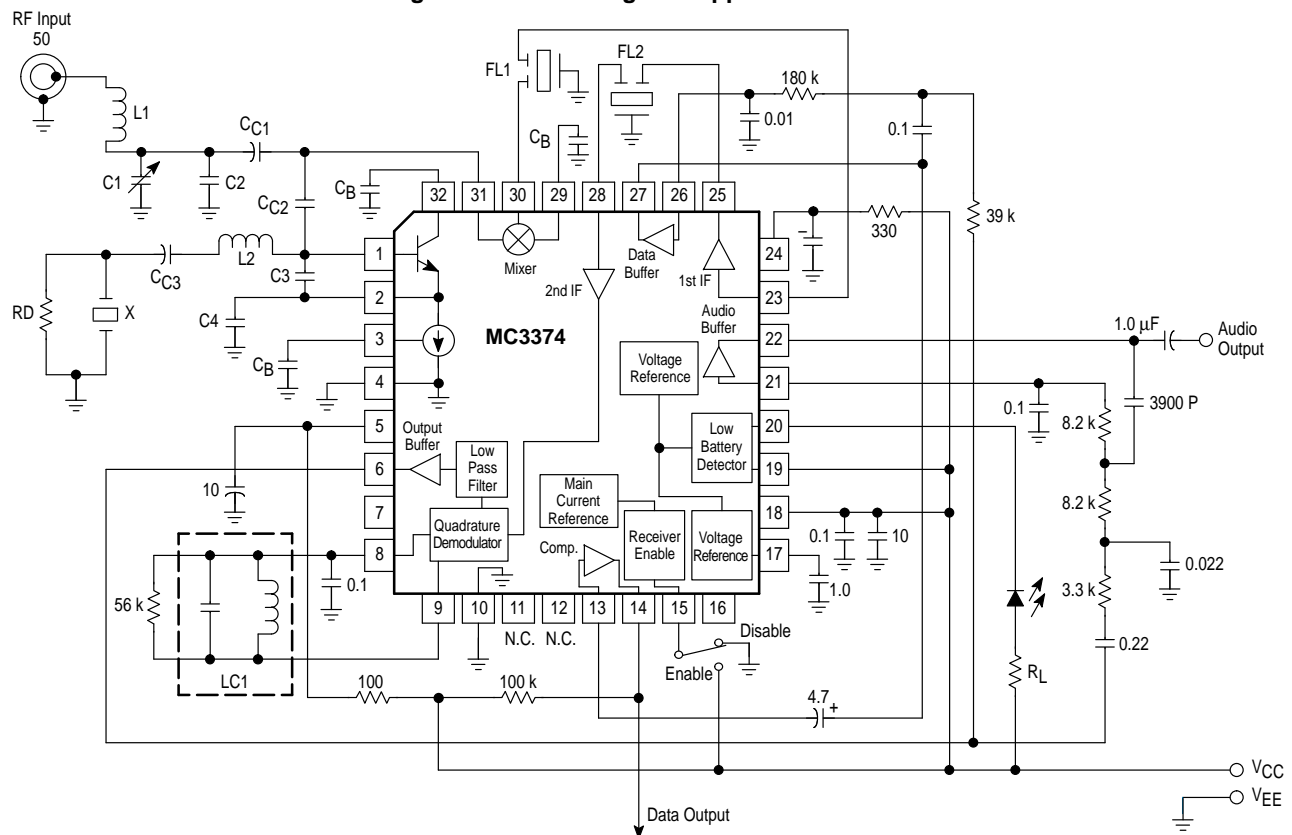 RF Input
50
L1
C1
C2
CC1
CC2
CB
FL1
CB
FL2
180 k
0.01
0.1
39 k
330
32
31
30
29
28
27
26
25
Mixer
2nd IF
Data
Buffer
1st IF
24
23
22
21
20
19
18
17
CC3
L2
C3
RD
X
C4
CB
1
2
3
4
5
6
7
8
MC3374
Voltage
Reference
Audio
Buffer
Low
Battery
Detector
Output
Buffer
Low
Pass
Filter
Quadrature
Demodulator
Main
Current
Reference
Receiver
Enable
Voltage
Reference
Comp.
1.0 µF
Audio
Output
3900 P
0.1
8.2 k
8.2 k
0.1
10
1.0
0.022
3.3 k
0.22
10
56 k
0.1
LC1
9
10
11
12
13
14
15
16
N.C.
N.C.
Disable
Enable
RL
100
100 k
4.7
+
VCC
VEE
Data Output